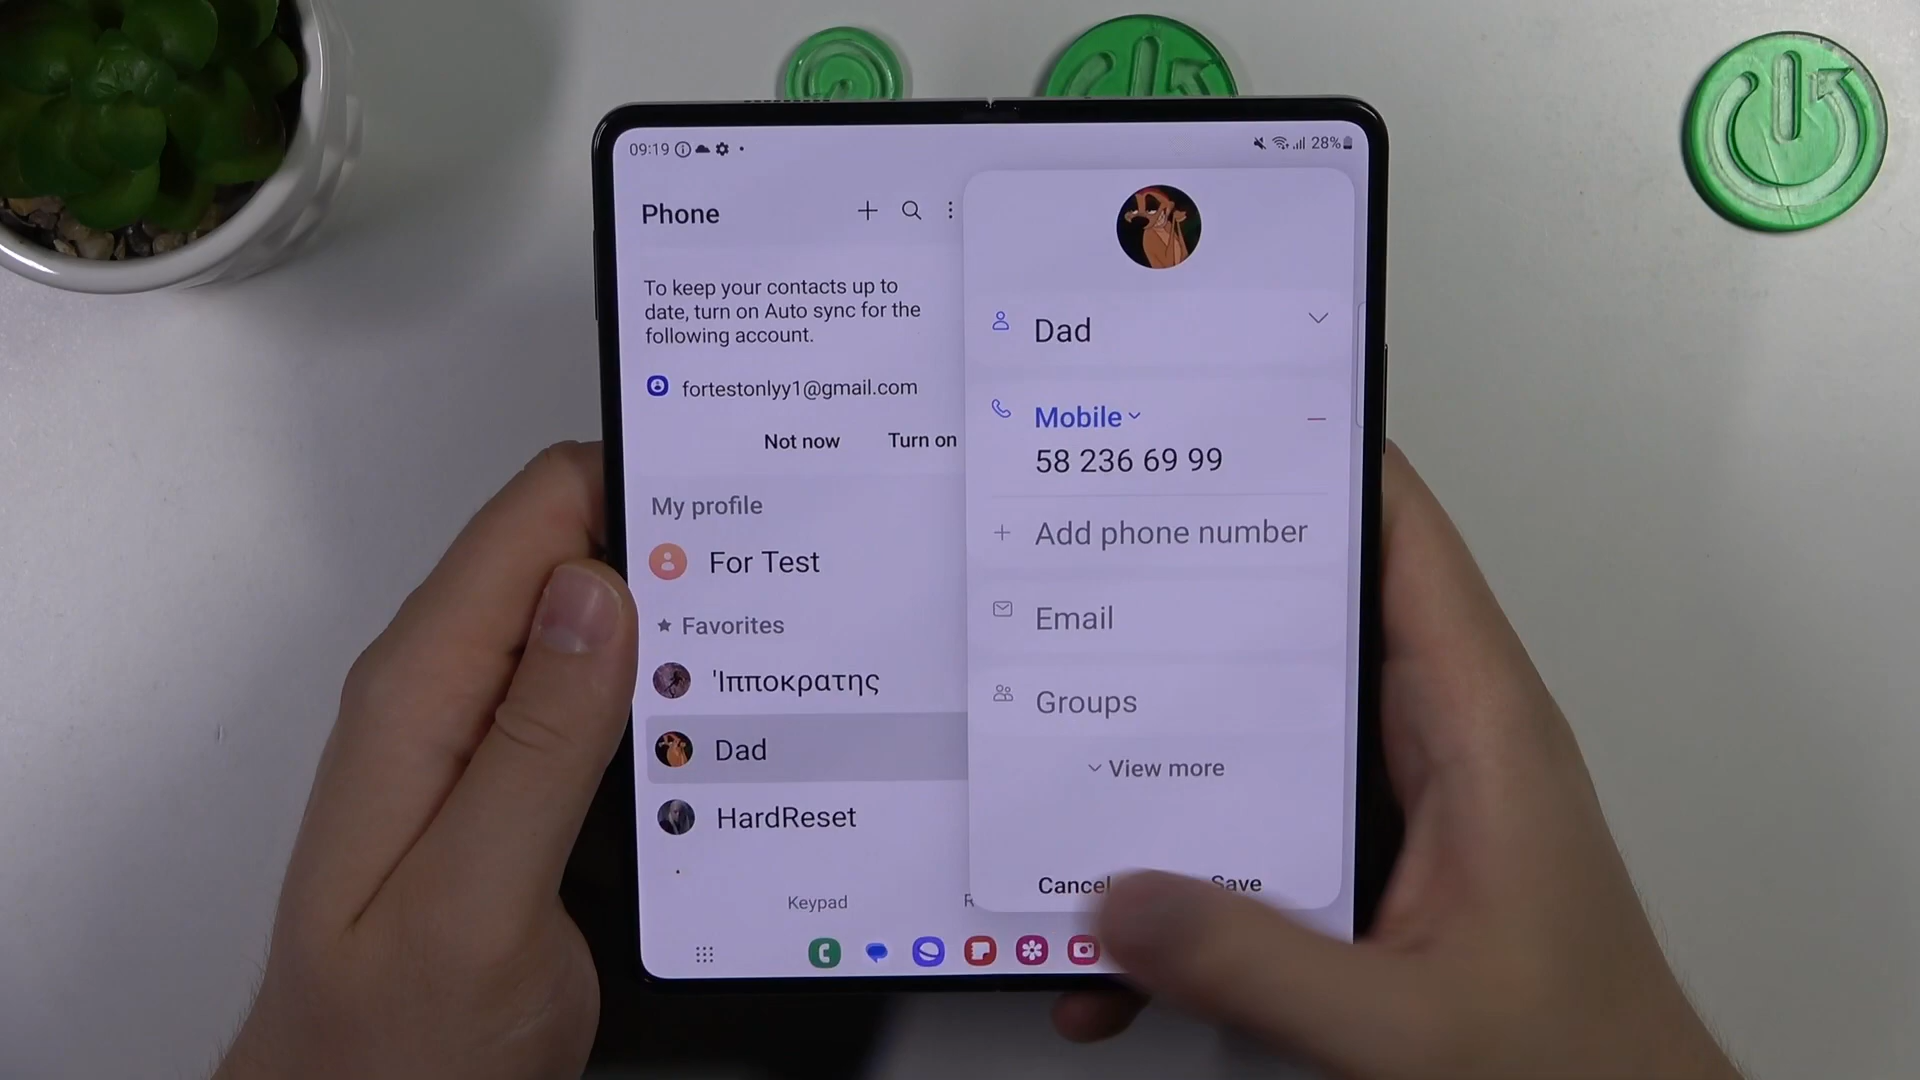 09:19
28%
Phone
To keep your contacts up to
date, turn on Auto sync for the
following account.
fortestonlyy1@gmail.com
Not now
Turn on
My profile
For Test
Favorites
'Ιπποκρατης
Dad
HardReset
Keypad
Dad
Mobile
58 236 69 99
Add phone number
Email
Groups
View more
Cancel
Save